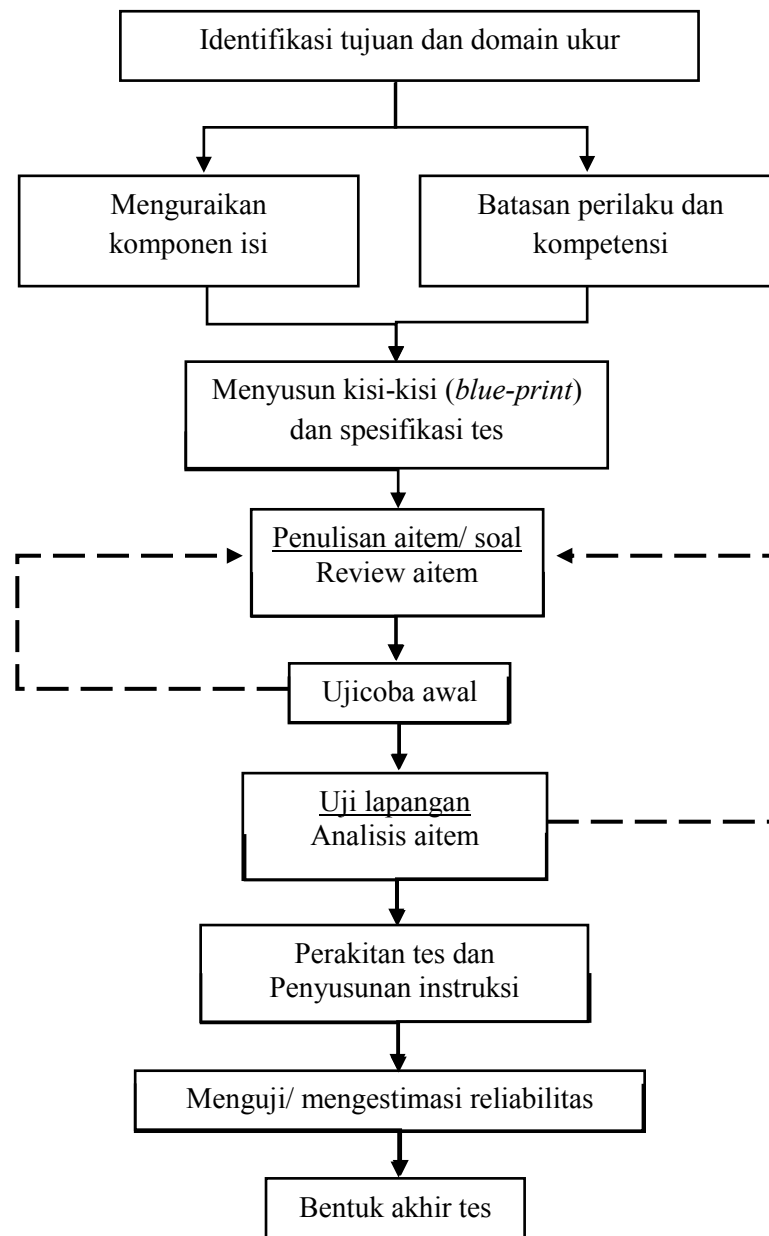 Identifikasi tujuan dan domain ukur
Menguraikan
komponen isi
Batasan perilaku dan
kompetensi
Menyusun kisi-kisi (blue-print)
dan spesifikasi tes
Penulisan aitem/ soal
Review aitem
Ujicoba awal
Uji lapangan
Analisis aitem
Perakitan tes dan
Penyusunan instruksi
Menguji/ mengestimasi reliabilitas
Bentuk akhir tes